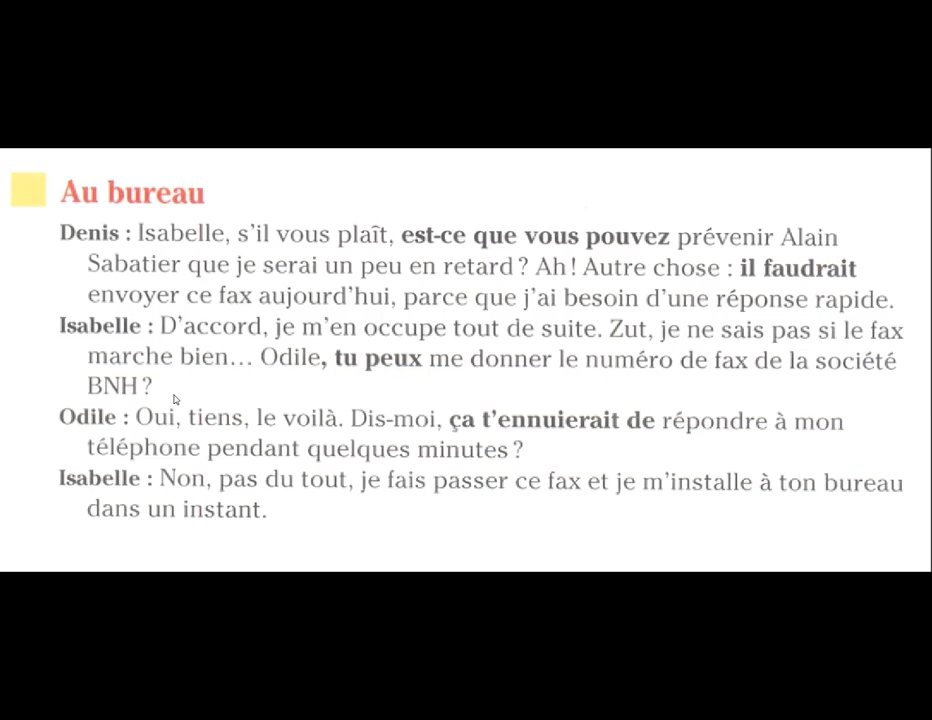 Au bureau
Denis : Isabelle, s'il vous plaît, est-ce que vous pouvez prévenir Alain
Sabatier que je serai un peu en retard ? Ah ! Autre chose : il faudrait
envoyer ce fax aujourd'hui, parce que j'ai besoin d'une réponse rapide.
Isabelle : D'accord, je m'en occupe tout de suite. Zut, je ne sais pas si le fax
marche bien... Odile, tu peux me donner le numéro de fax de la société
BNH ?
Odile : Oui, tiens, le voilà. Dis-moi, ça t'ennuierait de répondre à mon
téléphone pendant quelques minutes ?
Isabelle : Non, pas du tout, je fais passer ce fax et je m'installe à ton bureau
dans un instant.